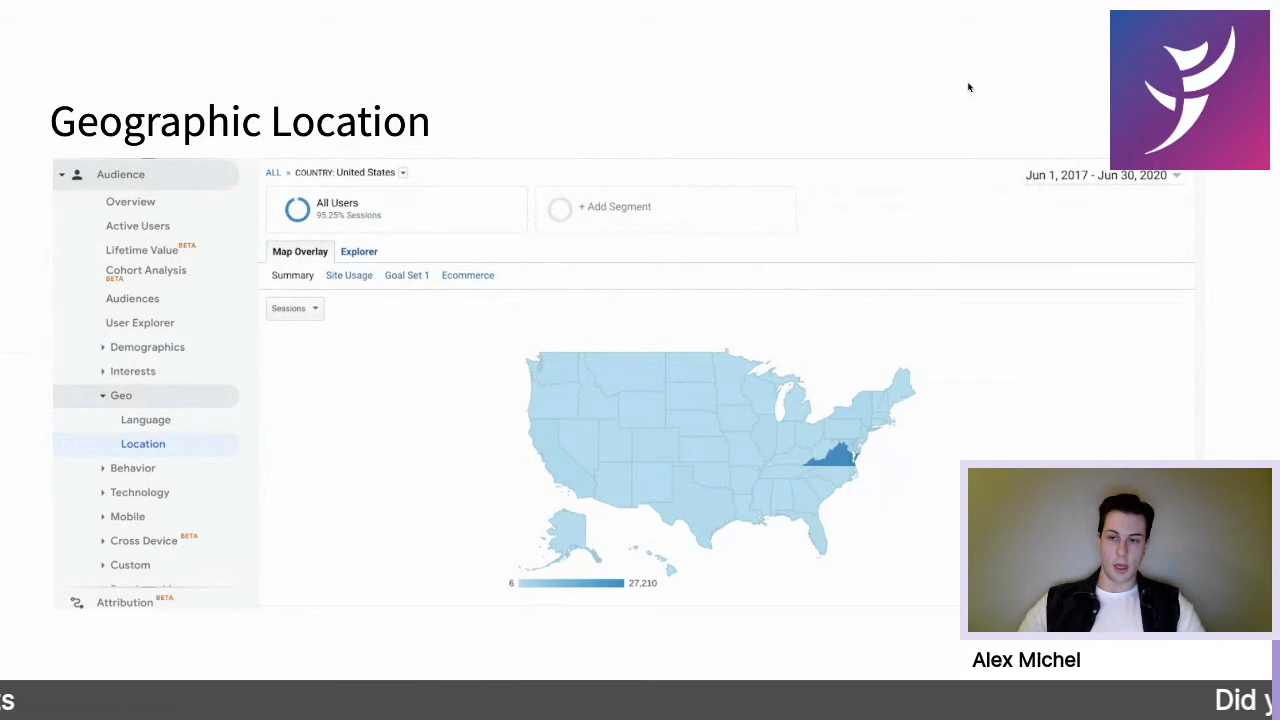 Geographic Location
Audience
Overview
Active Users
Lifetime Value BETA
Cohort Analysis
BETA
Audiences
User Explorer
Demographics
Interests
Geo
Language
Location
Behavior
Technology
Mobile
Cross Device BETA
Custom
Attribution BETA
ALL » COUNTRY: United States
Jun 1, 2017 - Jun 30, 2020
All Users
95.25% Sessions
+ Add Segment
Map Overlay Explorer
Summary Site Usage Goal Set 1 Ecommerce
Sessions
6 27,210
Alex Michel
ts Did y